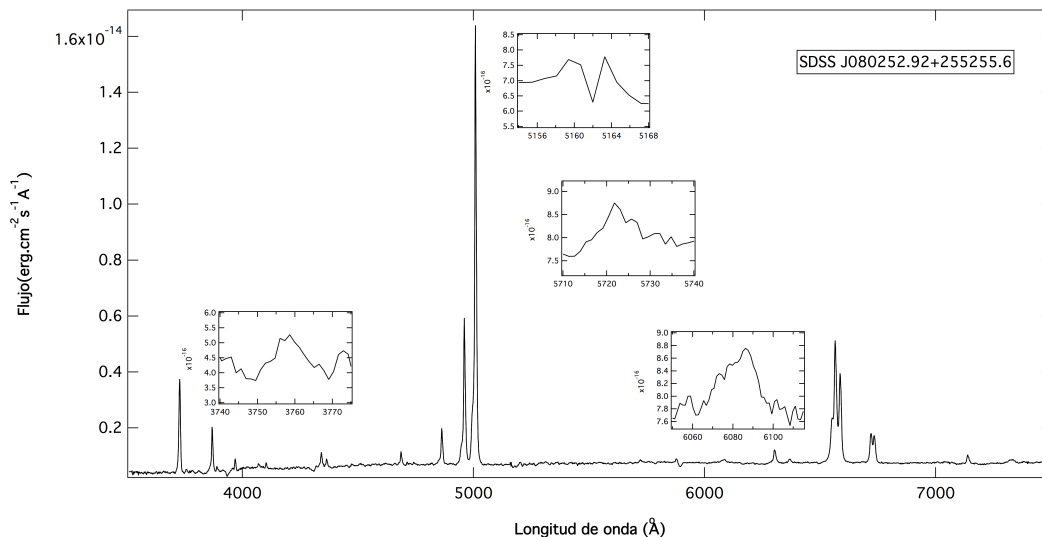 1.6x10⁻¹⁴
SDSS J080252.92+255255.6
1.4
1.2
1.0
0.8
0.6
0.4
0.2
Flujo(erg.cm⁻²s⁻¹A⁻¹)
4000 5000 6000 7000
Longitud de onda (Å)
8.5
8.0
7.5
7.0
6.5
6.0
5.5
x10⁻¹⁶
5156 5160 5164 5168
9.0
8.5
8.0
7.5
x10⁻¹⁶
5710 5720 5730 5740
6.0
5.5
5.0
4.5
4.0
3.5
3.0
x10⁻¹⁶
3740 3750 3760 3770
9.0
8.8
8.6
8.4
8.2
8.0
7.8
7.6
x10⁻¹⁶
6060 6080 6100